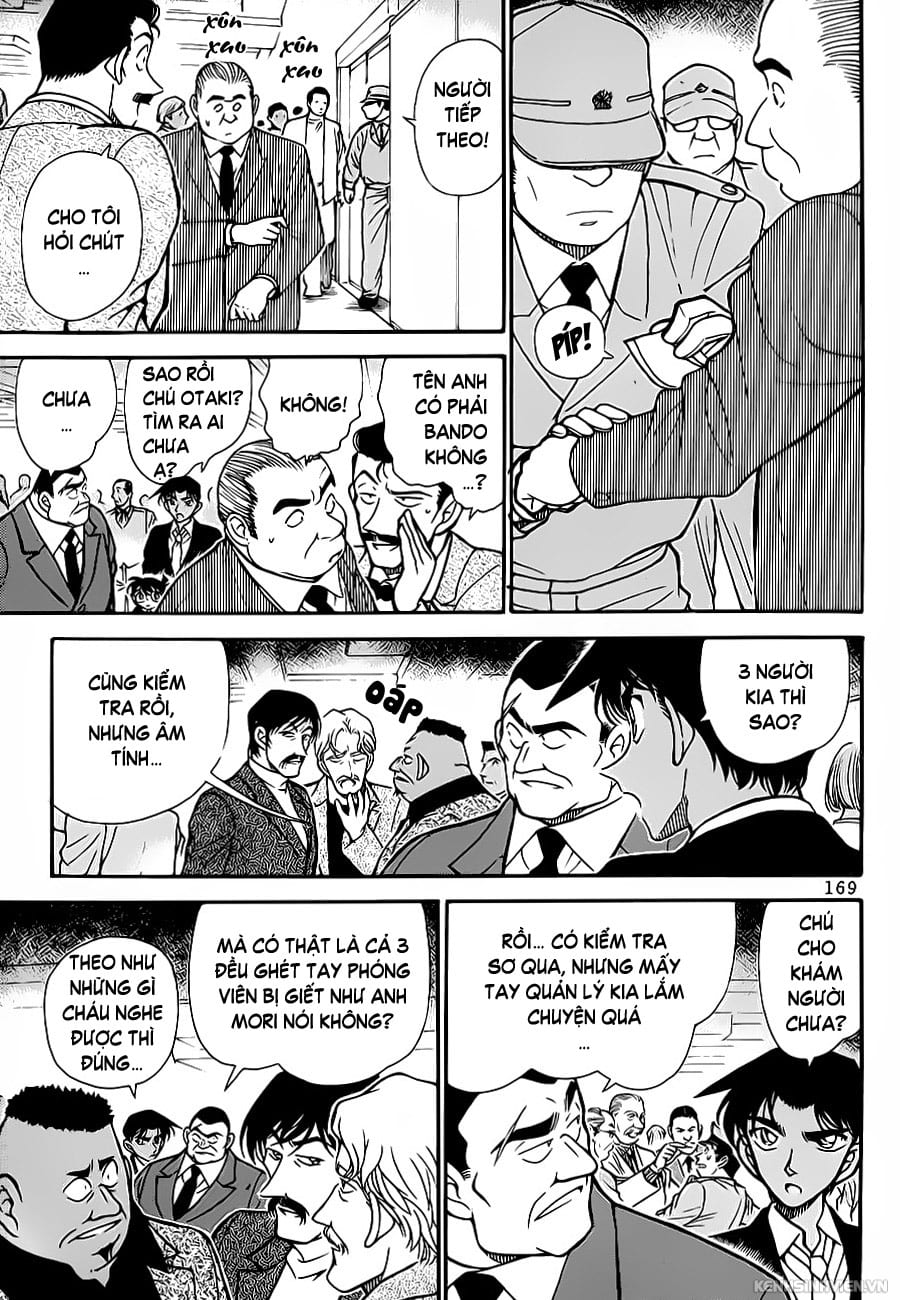 NGƯỜI
TIẾP
THEO!
PÍP!
XÔN
XAO
XÔN
XAO
CHO TÔI
HỎI CHÚT
...
TÊN ANH
CÓ PHẢI
BANDO
KHÔNG
...?
KHÔNG!
SAO RỒI
CHÚ OTAKI?
TÌM RA AI
CHƯA
Ạ?
CHƯA
...
3 NGƯỜI
KIA THÌ
SAO?
OÁP
CŨNG KIỂM
TRA RỒI,
NHƯNG ÂM
TÍNH...
169
CHÚ
CHO
KHÁM
NGƯỜI
CHƯA?
RỒI... CÓ KIỂM TRA
SƠ QUA, NHƯNG MẤY
TAY QUẢN LÝ KIA LẮM
CHUYỆN QUÁ
...
MÀ CÓ THẬT LÀ CẢ 3
ĐỀU GHÉT TAY PHÓNG
VIÊN BỊ GIẾT NHƯ ANH
MORI NÓI KHÔNG?
THEO NHƯ
NHỮNG GÌ
CHÁU NGHE
ĐƯỢC THÌ
ĐÚNG...
KENHSINHVIEN.VN